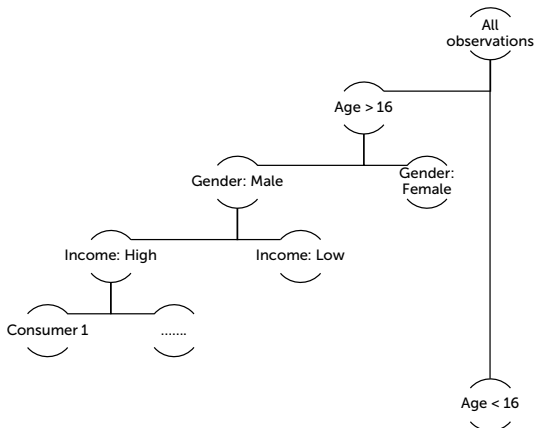 All
observations
Age > 16
Gender: Male
Gender:
Female
Income: High
Income: Low
Consumer 1
.......
Age < 16